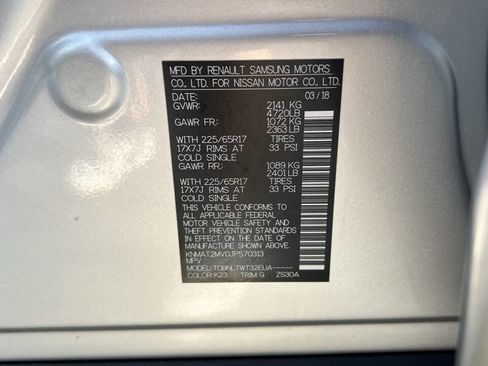 MFD BY RENAULT SAMSUNG MOTORS
CO., LTD. FOR NISSAN MOTOR CO., LTD.
DATE: 03 / 18
GVWR: 2141 KG
4720LB
GAWR FR: 1072 KG
2363 LB
WITH 225/65R17 TIRES
17X7J RIMS AT 33 PSI
COLD SINGLE
GAWR RR: 1089 KG
2401 LB
WITH 225/65R17 TIRES
17X7J RIMS AT 33 PSI
COLD SINGLE
THIS VEHICLE CONFORMS TO
ALL APPLICABLE FEDERAL
MOTOR VEHICLE SAFETY AND
THEFT PREVENTION STANDARDS
IN EFFECT ON THE DATE OF
MANUFACTURE SHOWN ABOVE.
KNMAT2MV0JP570313
MPV
MODEL: TDBNLTWT32EUA-----
COLOR: K23 TRIM: G ZS30A